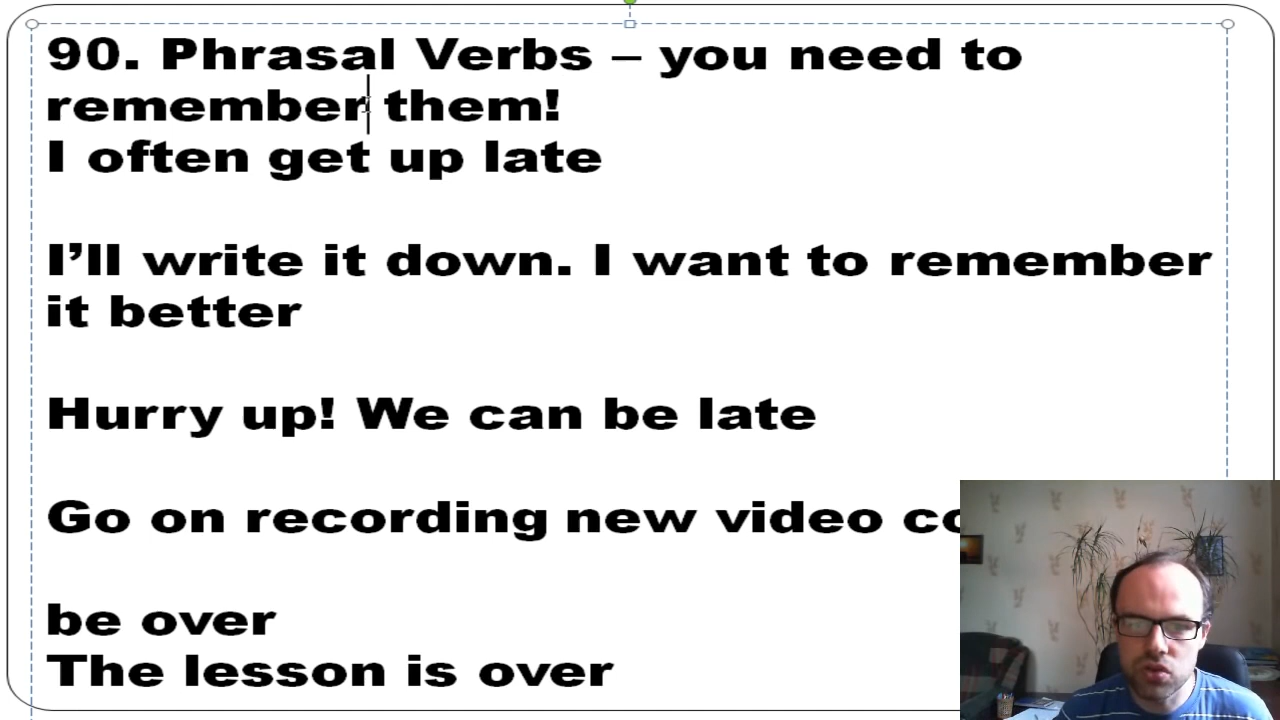 90. Phrasal Verbs – you need to
remember them!
I often get up late
I’ll write it down. I want to remember
it better
Hurry up! We can be late
Go on recording new video
be over
The lesson is over